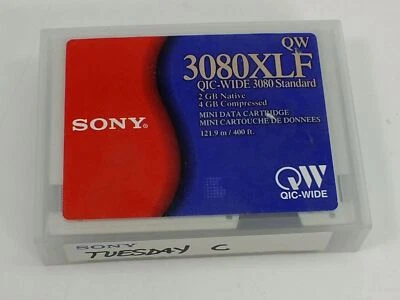 QW
3080XLF
QIC-WIDE 3080 Standard
2 GB Native
4 GB Compressed
SONY®
MINI DATA CARTRIDGE
MINI CARTOUCHE DE DONNEES
121.9 m / 400 ft.
QW
QIC-WIDE
SONY
TUESDAY C